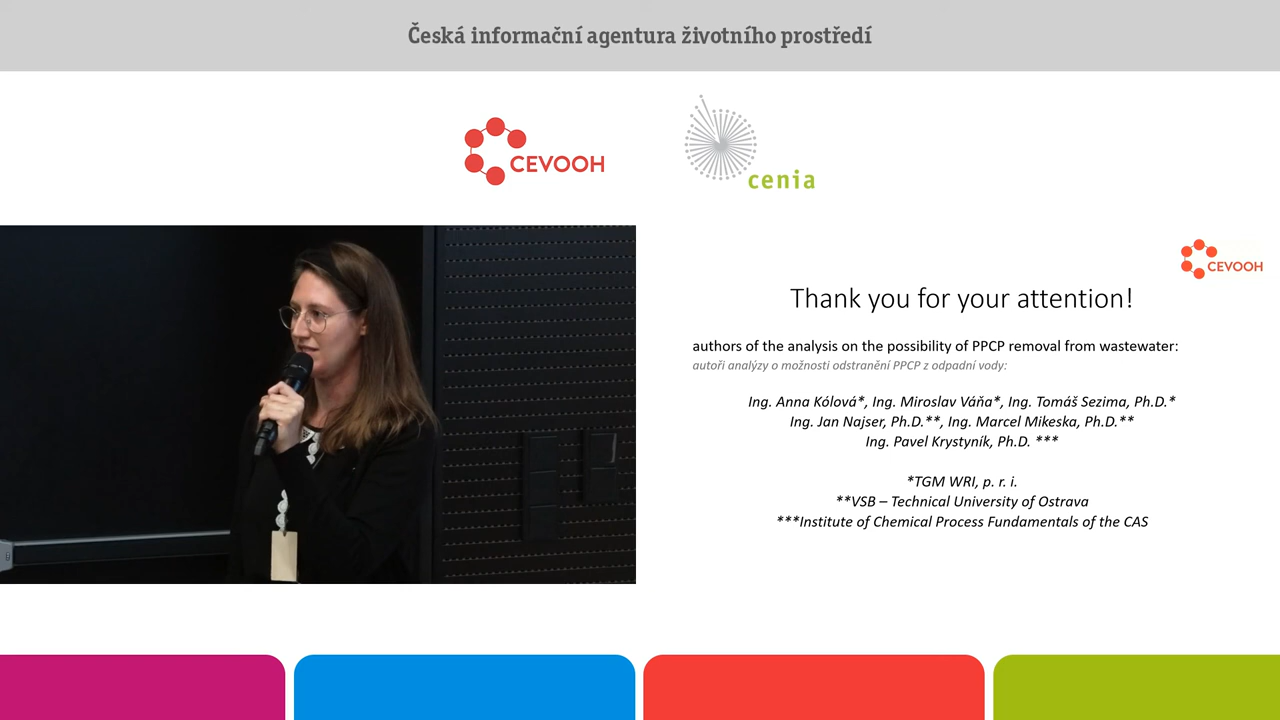 Česká informační agentura životního prostředí
CEVOOH
cenia
CEVOOH
Thank you for your attention!
authors of the analysis on the possibility of PPCP removal from wastewater:
autoři analýzy o možnosti odstranění PPCP z odpadní vody:
Ing. Anna Kólová*, Ing. Miroslav Váňa*, Ing. Tomáš Sezima, Ph.D.*
Ing. Jan Najser, Ph.D.**, Ing. Marcel Mikeska, Ph.D.**
Ing. Pavel Krystyník, Ph.D. ***
*TGM WRI, p. r. i.
**VSB – Technical University of Ostrava
***Institute of Chemical Process Fundamentals of the CAS